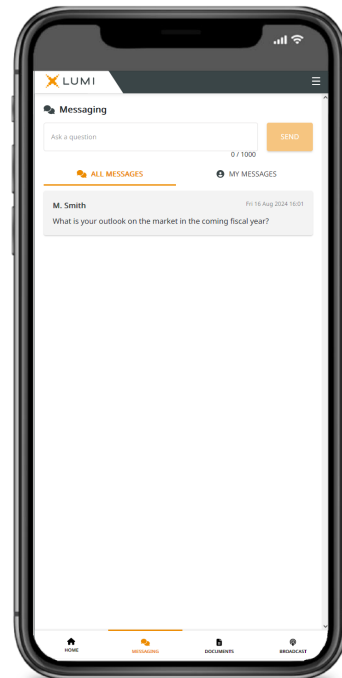 LUMI
Messaging
Ask a question
SEND
0 / 1000
ALL MESSAGES
MY MESSAGES
M. Smith
Fri 16 Aug 2024 16:01
What is your outlook on the market in the coming fiscal year?
HOME
MESSAGING
DOCUMENTS
BROADCAST